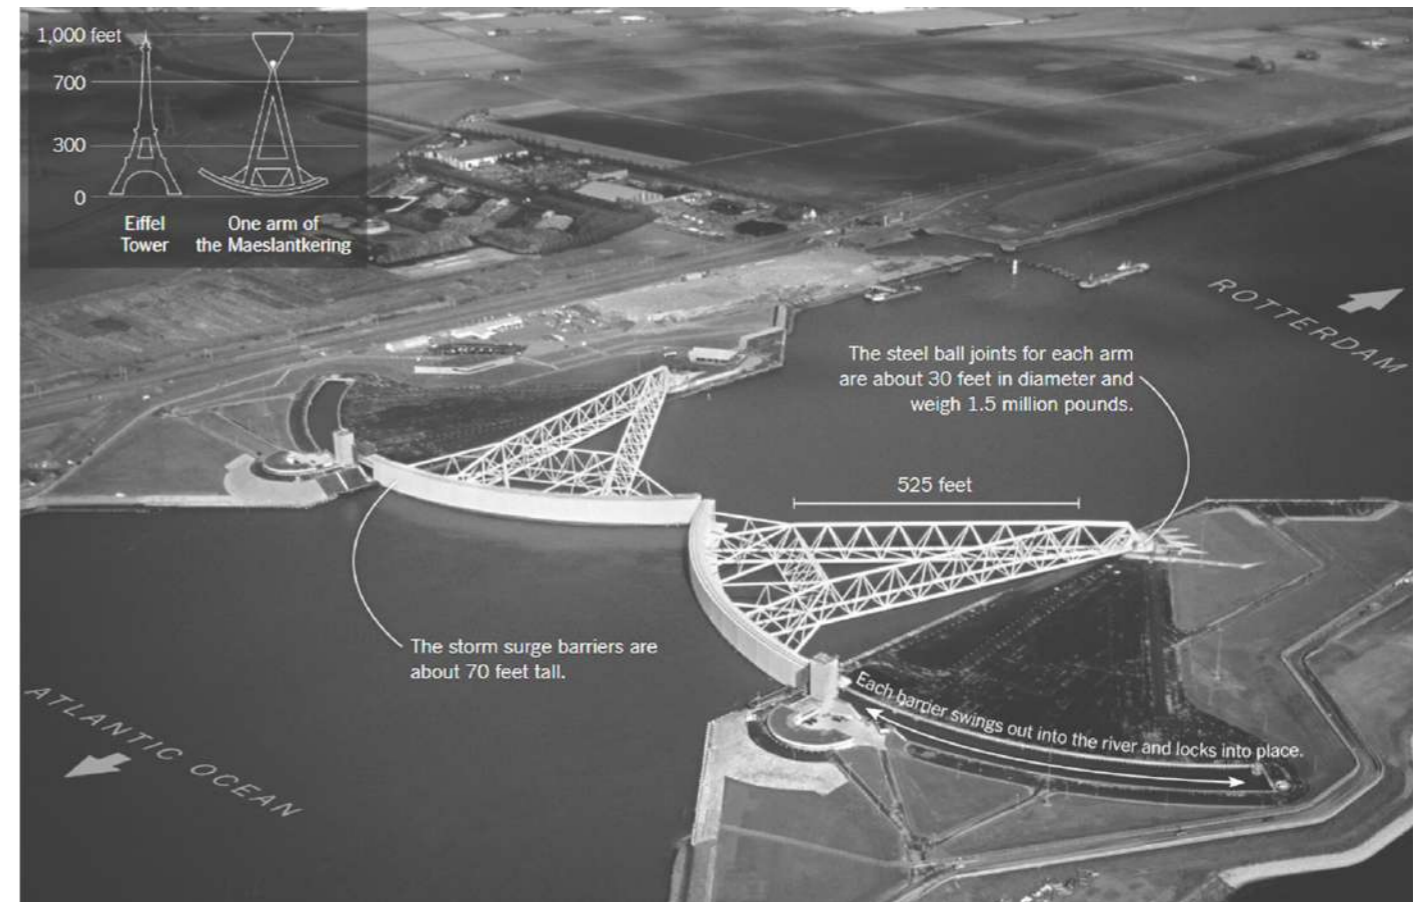 1,000 feet
700
300
0
Eiffel
Tower
One arm of
the Maeslantkering
ROTTERDAM
The steel ball joints for each arm
are about 30 feet in diameter and
weigh 1.5 million pounds.
525 feet
The storm surge barriers are
about 70 feet tall.
Each barrier swings out into the river and locks into place.
ATLANTIC OCEAN